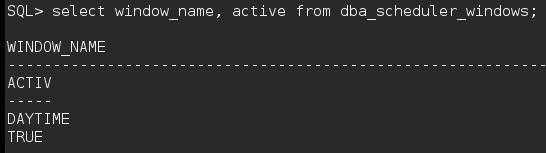 SQL> select window_name, active from dba_scheduler_windows;
WINDOW_NAME
--------------------------------------------------------------------------------
ACTIV
-----
DAYTIME
TRUE